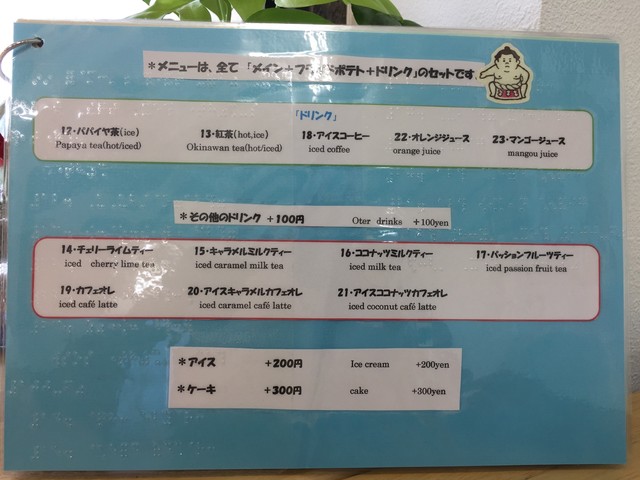 ＊メニューは、全て「メイン＋フライドポテト＋ドリンク」のセットです
「ドリンク」
12・パパイヤ茶(ice) 13・紅茶(hot,ice) 18・アイスコーヒー 22・オレンジジュース 23・マンゴージュース
Papaya tea(hot/iced) Okinawan tea(hot/iced) iced coffee orange juice mangou juice
＊その他のドリンク ＋100円 Oter drinke ＋100yen
14・チェリーライムティー 15・キャラメルミルクティー 16・ココナッツミルクティー 17・パッションフルーツティー
iced cherry lime tea iced caramel milk tea iced milk tea iced passion fruit tea
19・カフェオレ 20・アイスキャラメルカフェオレ 21・アイスココナッツカフェオレ
iced café latte iced caramel café latte iced coconut café latte
＊アイス ＋200円 Ice cream +200yen
＊ケーキ ＋300円 cake +300yen